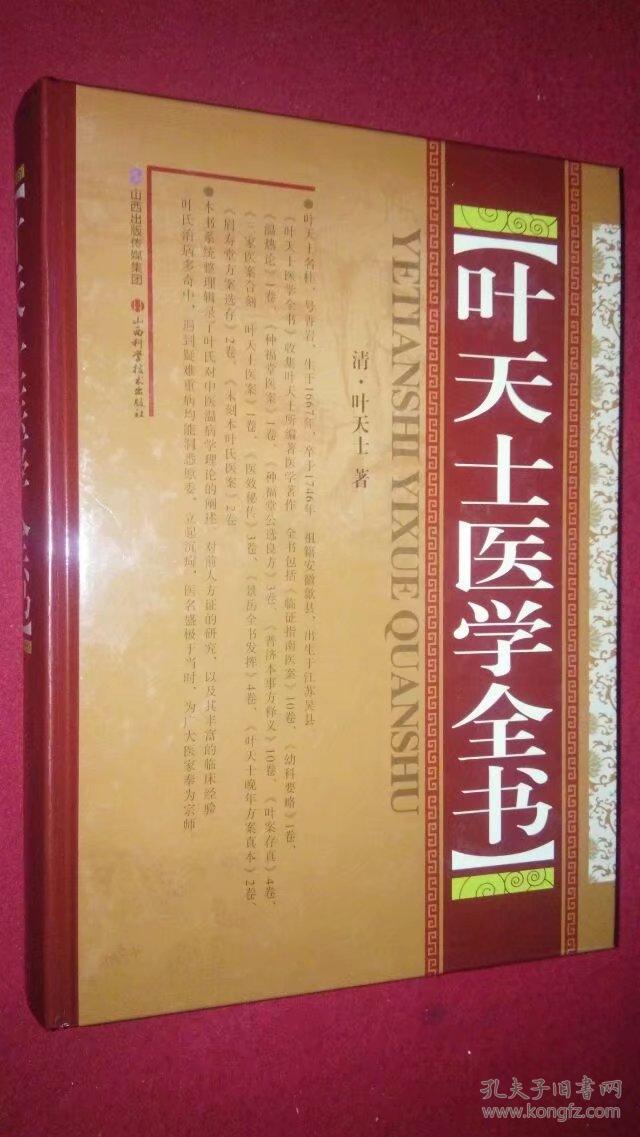 【叶天士医学全书】
YETIANSHI YIXUE QUANSHU
清·叶天士 著
●叶天士名桂，号香岩，生于1667年，卒于1746年 祖籍安徽歙县，出生于江苏吴县
《叶天士医学全书》收集叶天士所编著医学著作 全书包括《临证指南医案》10卷、《幼科要略》1卷、
《温热论》1卷、《种福堂医案》1卷、《种福堂公选良方》3卷、《普济本事方释义》10卷、《叶案存真》4卷、
《三家医案合刻 叶天士医案》1卷、《医效秘传》3卷、《景岳全书发挥》4卷、《叶天士晚年方案真本》2卷、
《眉寿堂方案选存》2卷、《未刻本叶氏医案》2卷
●本书系统整理辑录了叶氏对中医温病学理论的阐述 对前人方证的研究，以及其丰富的临床经验
叶氏治病多奇中，遇到疑难重病均能洞悉原委，立起沉疴，医名盛极于当时，为广大医家奉为宗师
山西出版传媒集团
山西科学技术出版社
孔夫子旧书网
www.kongfz.com